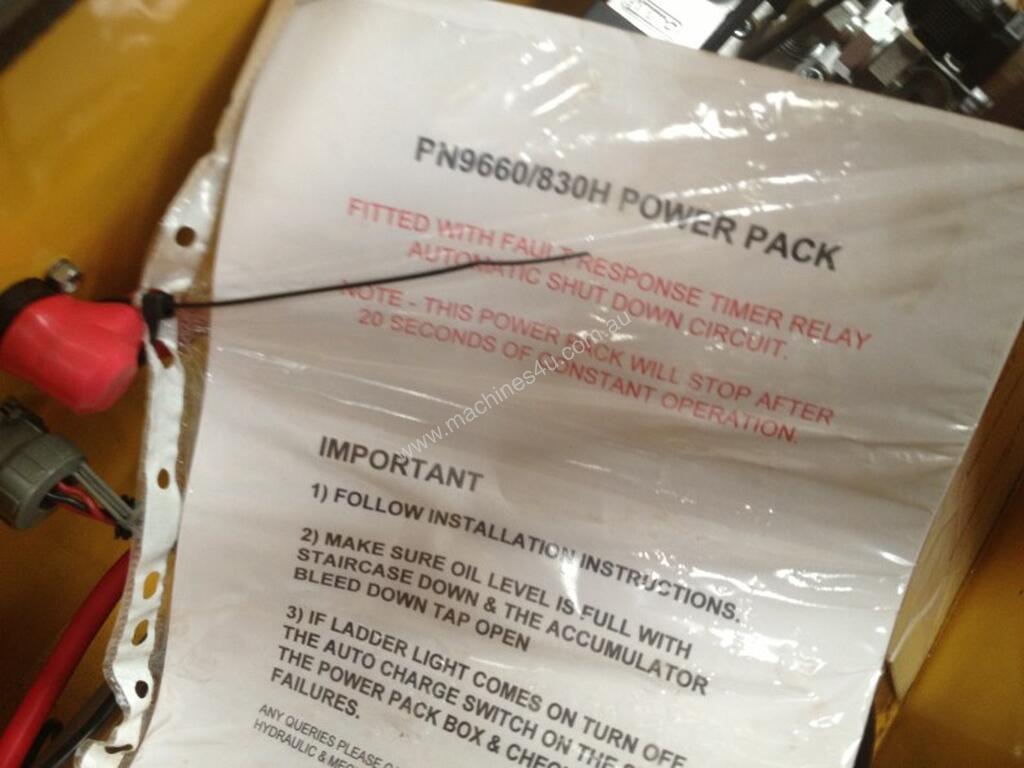 PN9660/830H POWER PACK
FITTED WITH FAULT RESPONSE TIMER RELAY
AUTOMATIC SHUT DOWN CIRCUIT.
NOTE - THIS POWER PACK WILL STOP AFTER
20 SECONDS OF CONSTANT OPERATION.
www.machines4u.com.au
IMPORTANT
1) FOLLOW INSTALLATION INSTRUCTIONS.
2) MAKE SURE OIL LEVEL IS FULL WITH
STAIRCASE DOWN & THE ACCUMULATOR
BLEED DOWN TAP OPEN
3) IF LADDER LIGHT COMES ON TURN OFF
THE AUTO CHARGE SWITCH ON THE
THE POWER PACK BOX &
FAILURES.
ANY QUERIES PLEASE
HYDRAULIC &